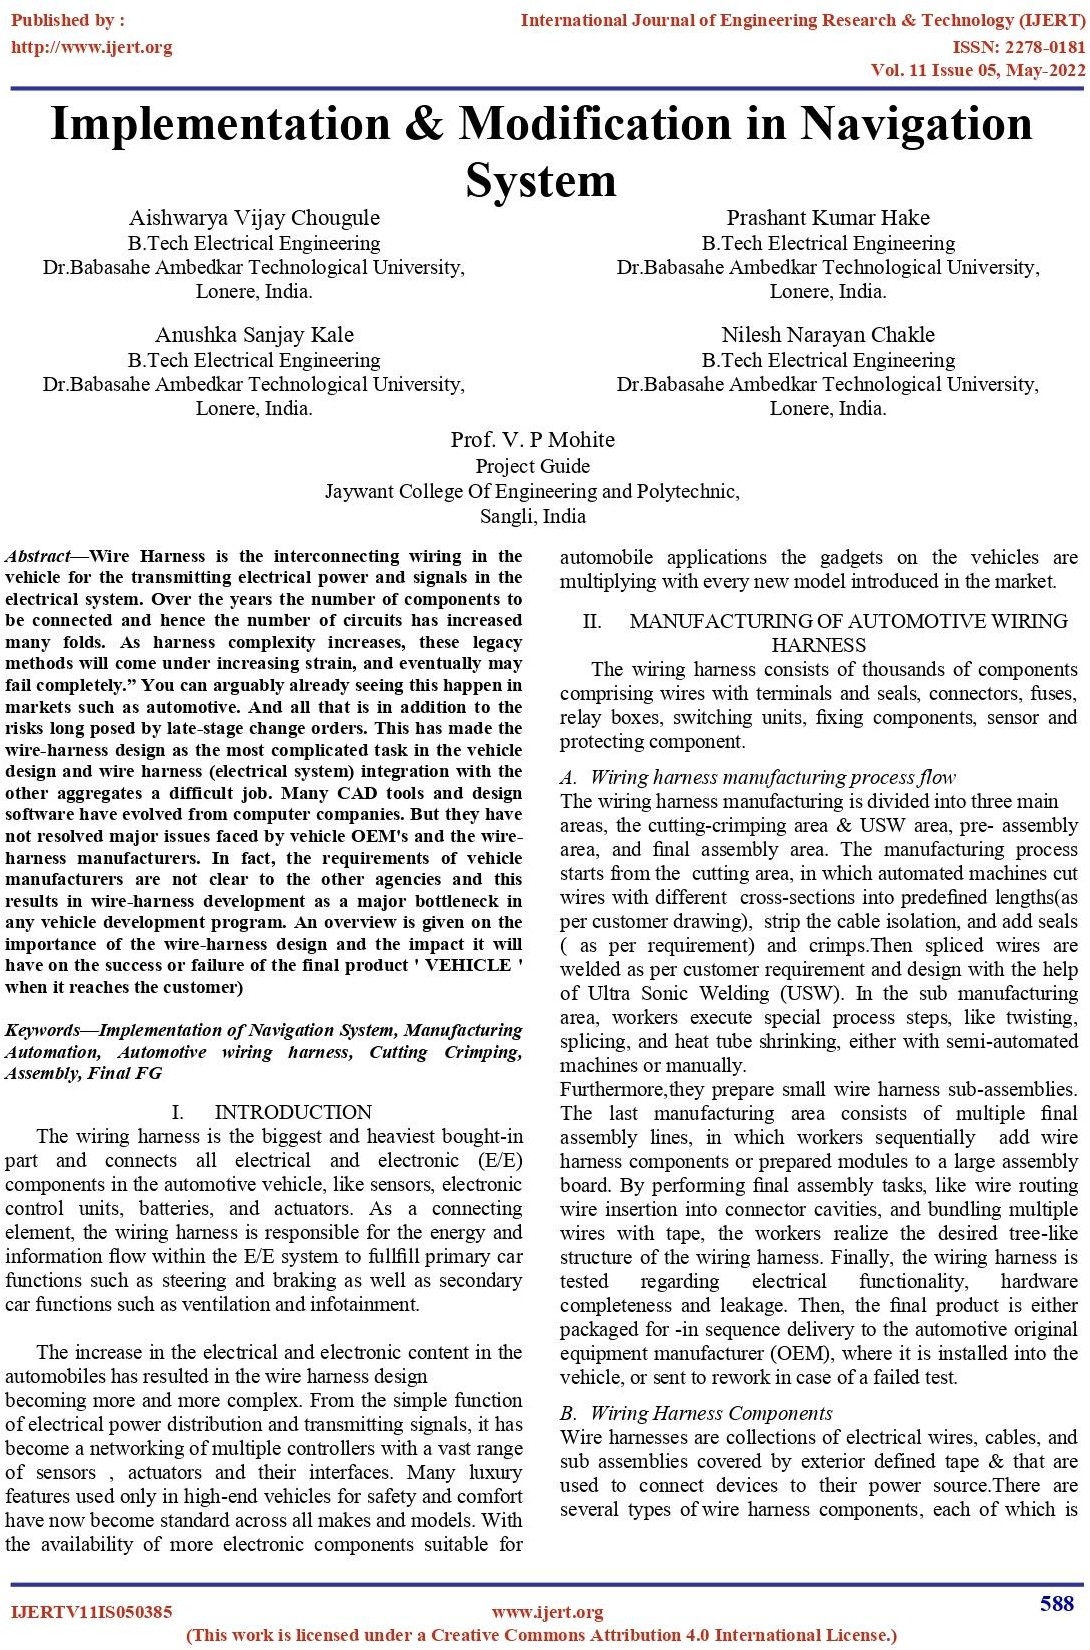 Published by :
http://www.ijert.org
International Journal of Engineering Research & Technology (IJERT)
ISSN: 2278-0181
Vol. 11 Issue 05, May-2022
Implementation & Modification in Navigation
System
Aishwarya Vijay Chougule
B.Tech Electrical Engineering
Dr.Babasahe Ambedkar Technological University,
Lonere, India.
Prashant Kumar Hake
B.Tech Electrical Engineering
Dr.Babasahe Ambedkar Technological University,
Lonere, India.
Anushka Sanjay Kale
B.Tech Electrical Engineering
Dr.Babasahe Ambedkar Technological University,
Lonere, India.
Nilesh Narayan Chakle
B.Tech Electrical Engineering
Dr.Babasahe Ambedkar Technological University,
Lonere, India.
Prof. V. P Mohite
Project Guide
Jaywant College Of Engineering and Polytechnic,
Sangli, India
Abstract—Wire Harness is the interconnecting wiring in the
vehicle for the transmitting electrical power and signals in the
electrical system. Over the years the number of components to
be connected and hence the number of circuits has increased
many folds. As harness complexity increases, these legacy
methods will come under increasing strain, and eventually may
fail completely.” You can arguably already seeing this happen in
markets such as automotive. And all that is in addition to the
risks long posed by late-stage change orders. This has made the
wire-harness design as the most complicated task in the vehicle
design and wire harness (electrical system) integration with the
other aggregates a difficult job. Many CAD tools and design
software have evolved from computer companies. But they have
not resolved major issues faced by vehicle OEM's and the wire-
harness manufacturers. In fact, the requirements of vehicle
manufacturers are not clear to the other agencies and this
results in wire-harness development as a major bottleneck in
any vehicle development program. An overview is given on the
importance of the wire-harness design and the impact it will
have on the success or failure of the final product ' VEHICLE '
when it reaches the customer)
Keywords—Implementation of Navigation System, Manufacturing
Automation, Automotive wiring harness, Cutting Crimping,
Assembly, Final FG
I. INTRODUCTION
The wiring harness is the biggest and heaviest bought-in
part and connects all electrical and electronic (E/E)
components in the automotive vehicle, like sensors, electronic
control units, batteries, and actuators. As a connecting
element, the wiring harness is responsible for the energy and
information flow within the E/E system to fullfill primary car
functions such as steering and braking as well as secondary
car functions such as ventilation and infotainment.
The increase in the electrical and electronic content in the
automobiles has resulted in the wire harness design
becoming more and more complex. From the simple function
of electrical power distribution and transmitting signals, it has
become a networking of multiple controllers with a vast range
of sensors , actuators and their interfaces. Many luxury
features used only in high-end vehicles for safety and comfort
have now become standard across all makes and models. With
the availability of more electronic components suitable for
automobile applications the gadgets on the vehicles are
multiplying with every new model introduced in the market.
II. MANUFACTURING OF AUTOMOTIVE WIRING
HARNESS
The wiring harness consists of thousands of components
comprising wires with terminals and seals, connectors, fuses,
relay boxes, switching units, fixing components, sensor and
protecting component.
A. Wiring harness manufacturing process flow
The wiring harness manufacturing is divided into three main
areas, the cutting-crimping area & USW area, pre- assembly
area, and final assembly area. The manufacturing process
starts from the cutting area, in which automated machines cut
wires with different cross-sections into predefined lengths(as
per customer drawing), strip the cable isolation, and add seals
( as per requirement) and crimps.Then spliced wires are
welded as per customer requirement and design with the help
of Ultra Sonic Welding (USW). In the sub manufacturing
area, workers execute special process steps, like twisting,
splicing, and heat tube shrinking, either with semi-automated
machines or manually.
Furthermore,they prepare small wire harness sub-assemblies.
The last manufacturing area consists of multiple final
assembly lines, in which workers sequentially add wire
harness components or prepared modules to a large assembly
board. By performing final assembly tasks, like wire routing
wire insertion into connector cavities, and bundling multiple
wires with tape, the workers realize the desired tree-like
structure of the wiring harness. Finally, the wiring harness is
tested regarding electrical functionality, hardware
completeness and leakage. Then, the final product is either
packaged for -in sequence delivery to the automotive original
equipment manufacturer (OEM), where it is installed into the
vehicle, or sent to rework in case of a failed test.
B. Wiring Harness Components
Wire harnesses are collections of electrical wires, cables, and
sub assemblies covered by exterior defined tape & that are
used to connect devices to their power source.There are
several types of wire harness components, each of which is
IJERTV11IS050385
www.ijert.org
588
(This work is licensed under a Creative Commons Attribution 4.0 International License.)